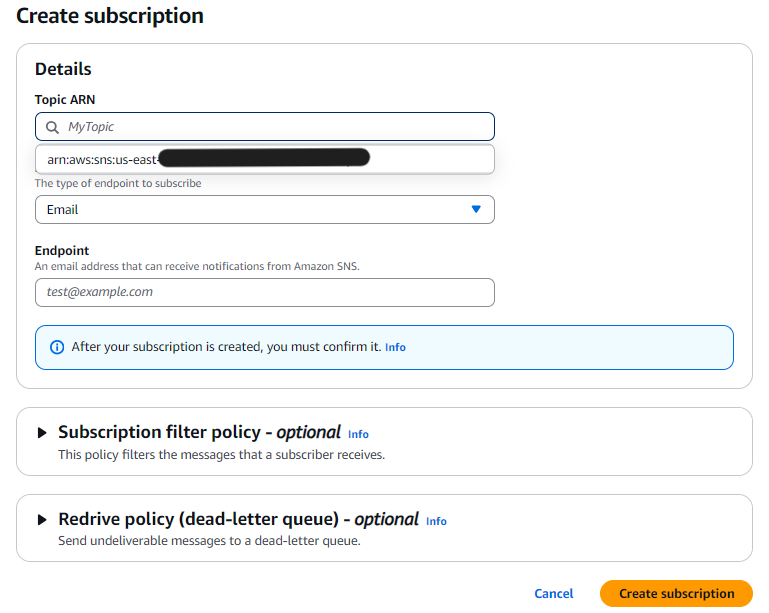 Create subscription
Details
Topic ARN
MyTopic
arn:aws:sns:us-east-
The type of endpoint to subscribe
Email
Endpoint
An email address that can receive notifications from Amazon SNS.
test@example.com
After your subscription is created, you must confirm it. Info
Subscription filter policy - optional Info
This policy filters the messages that a subscriber receives.
Redrive policy (dead-letter queue) - optional Info
Send undeliverable messages to a dead-letter queue.
Cancel Create subscription